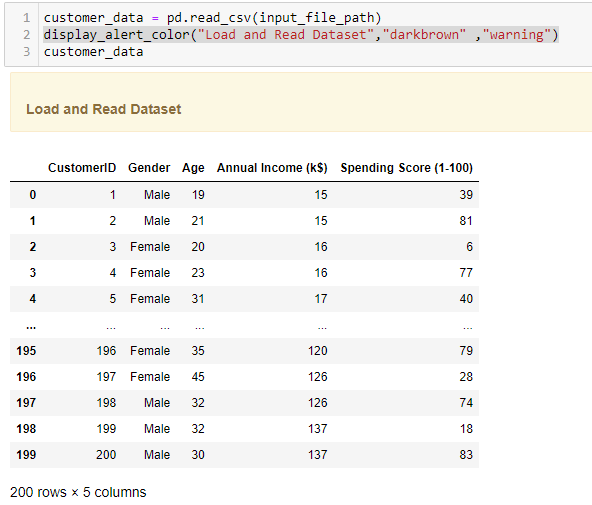 1 customer_data = pd.read_csv(input_file_path)
2 display_alert_color("Load and Read Dataset","darkbrown" ,"warning")
3 customer_data
Load and Read Dataset
CustomerID Gender Age Annual Income (k$) Spending Score (1-100)
0 1 Male 19 15 39
1 2 Male 21 15 81
2 3 Female 20 16 6
3 4 Female 23 16 77
4 5 Female 31 17 40
... ... ... ... ... ...
195 196 Female 35 120 79
196 197 Female 45 126 28
197 198 Male 32 126 74
198 199 Male 32 137 18
199 200 Male 30 137 83
200 rows × 5 columns